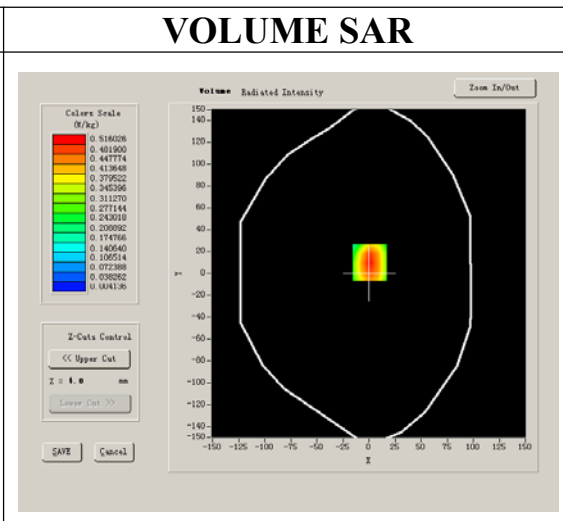 VOLUME SAR
Volume Radiated Intensity
Zoom In/Out
Colors Scale
(W/kg)
0.516026
0.481900
0.447774
0.413648
0.379522
0.345396
0.311270
0.277144
0.243018
0.208892
0.174766
0.140640
0.106514
0.072388
0.038262
0.004136
Z-Cuts Control
<< Upper Cut
Z = 4.0 mm
Lower Cut >>
SAVE
Cancel
150
140
120
100
80
60
40
20
0
-20
-40
-60
-80
-100
-120
-140
-150
Y
-150 -125 -100 -75 -50 -25 0 25 50 75 100 125 150
X